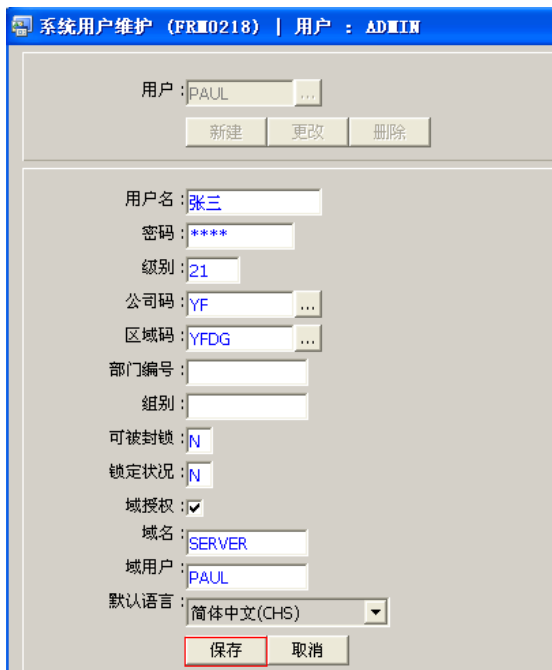 系统用户维护 (FRM0218) | 用户 : ADMIN
用户 : PAUL ...
新建 更改 删除
用户名 : 张三
密码 : ****
级别 : 21
公司码 : YF ...
区域码 : YFDG ...
部门编号 :
组别 :
可被封锁 : N
锁定状况 : N
域授权 :
域名 : SERVER
域用户 : PAUL
默认语言 : 简体中文(CHS)
保存 取消